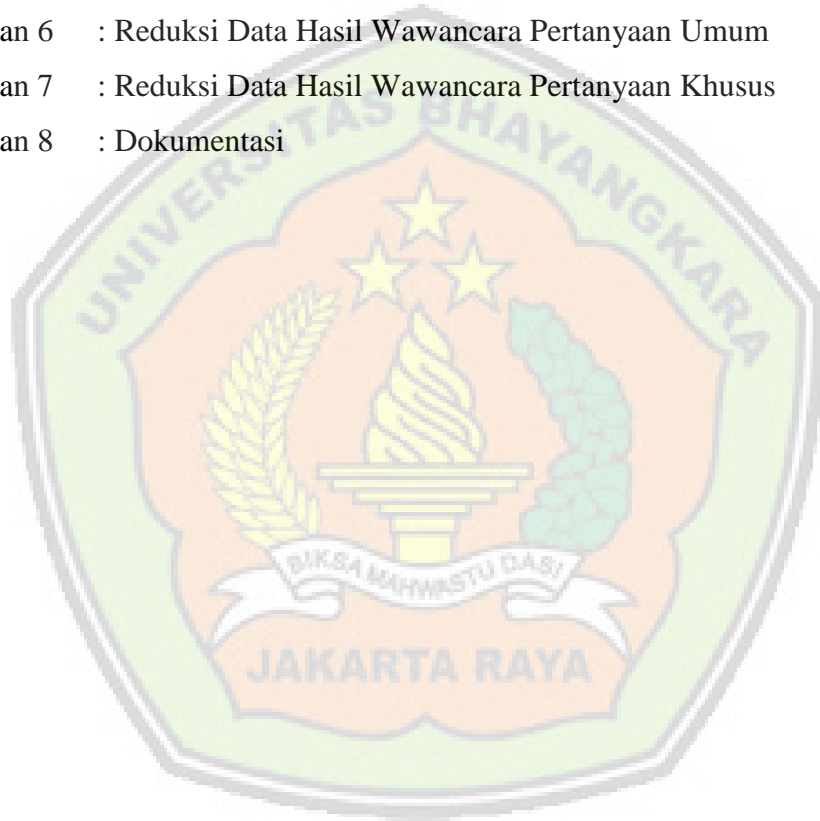 an 6 : Reduksi Data Hasil Wawancara Pertanyaan Umum
an 7 : Reduksi Data Hasil Wawancara Pertanyaan Khusus
an 8 : Dokumentasi
UNIVERSITAS BHAYANGKARA
BIKSA MAHWASTU DASI
JAKARTA RAYA